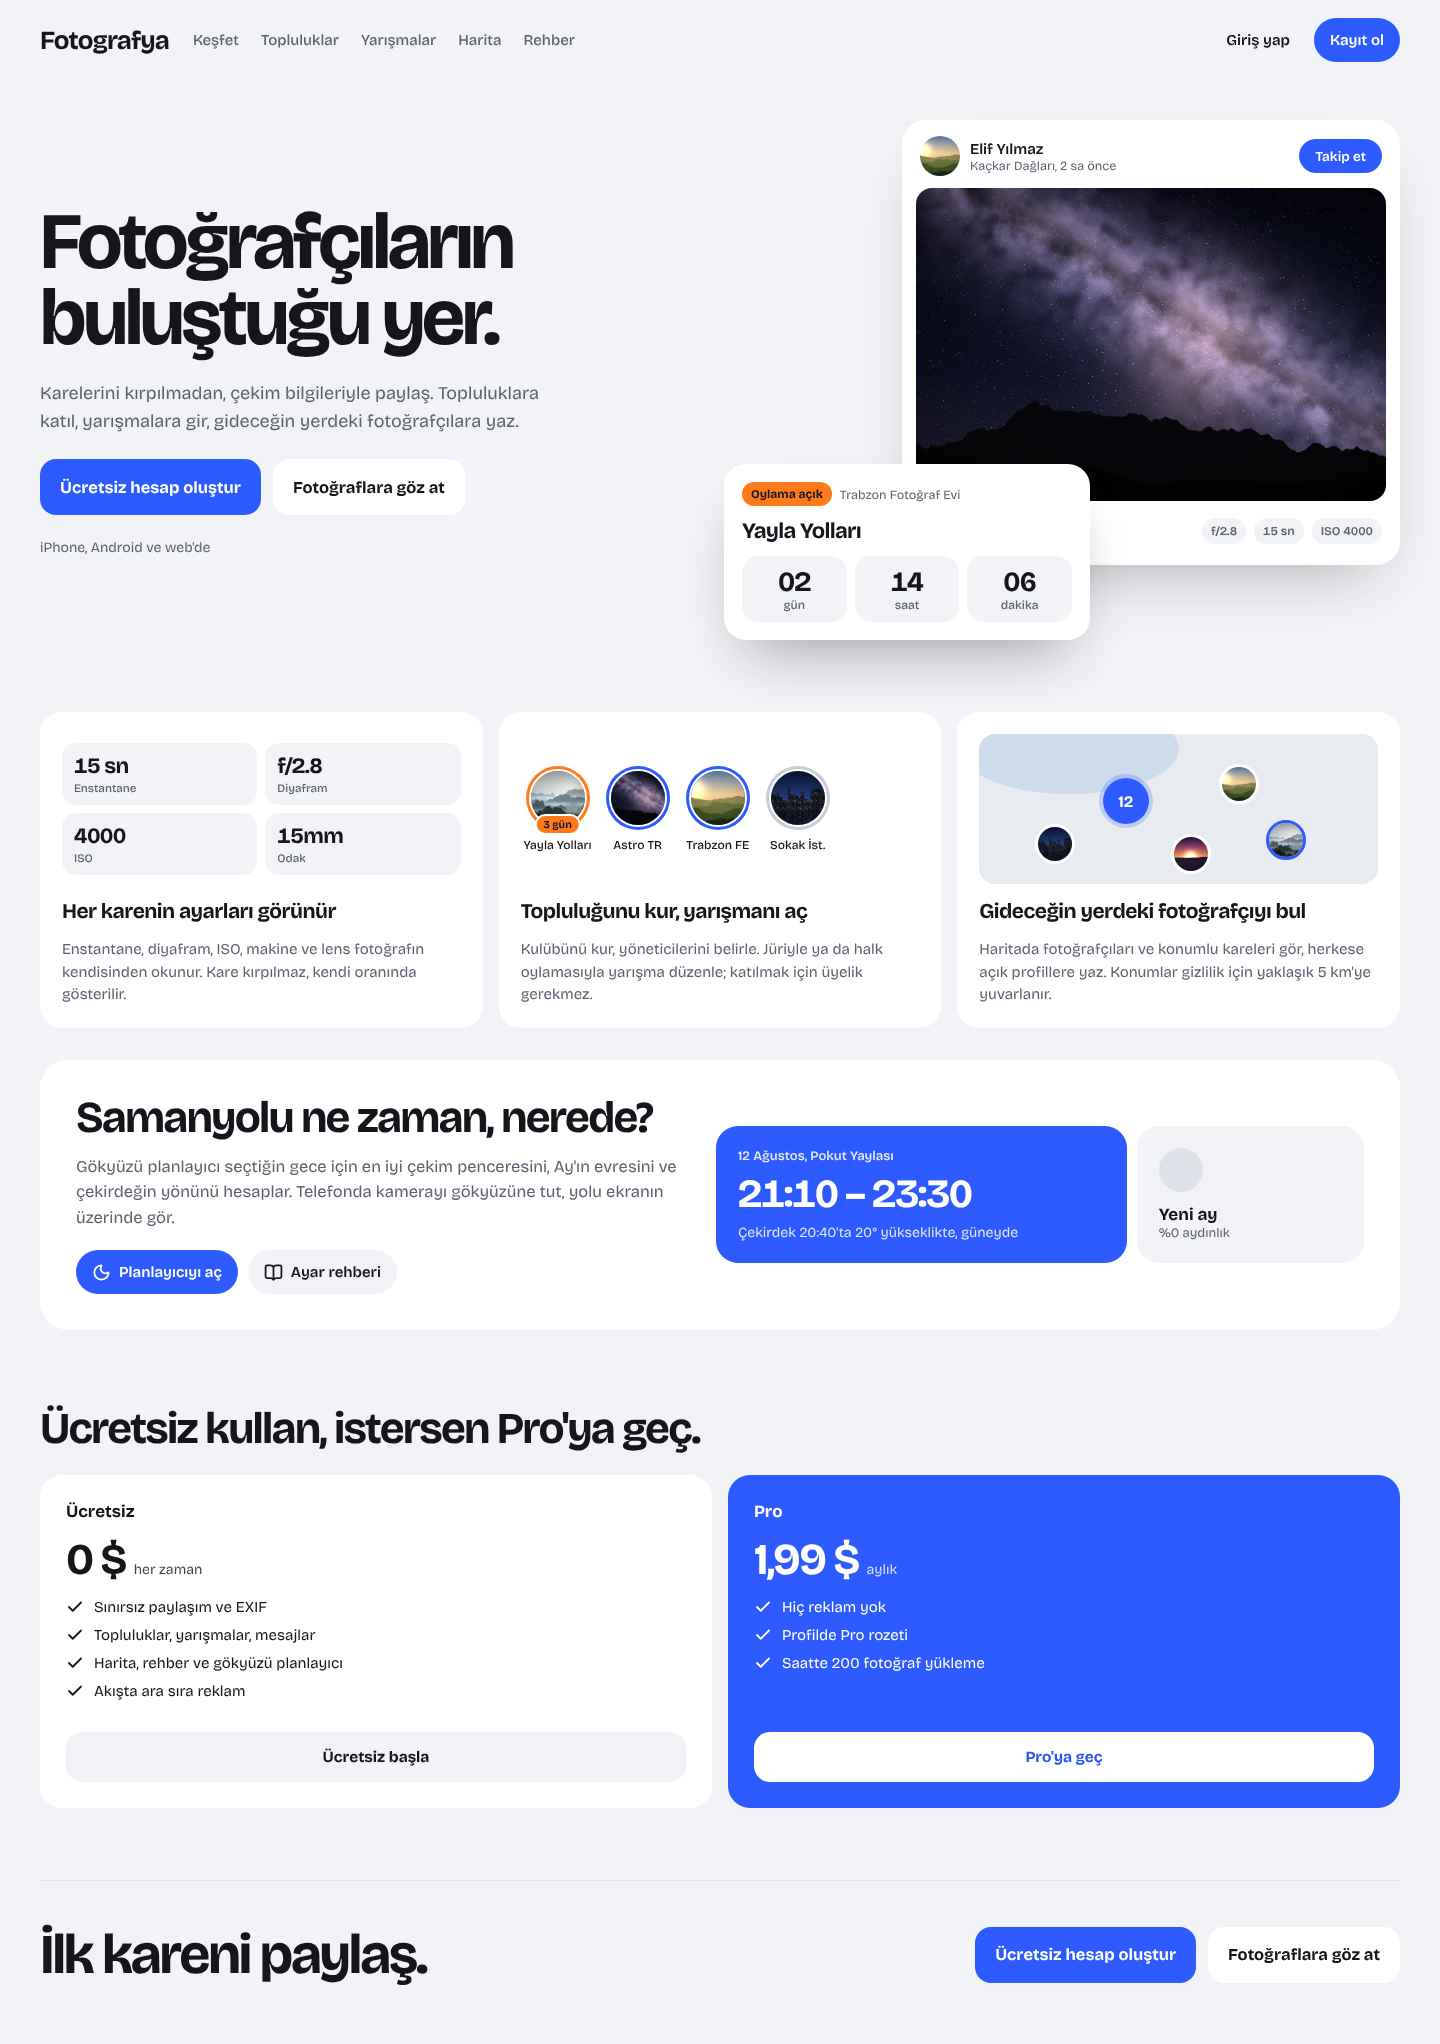 Fotografya
Keşfet
Topluluklar
Yarışmalar
Harita
Rehber
Giriş yap
Kayıt ol
Fotoğrafçıların
buluştuğu yer.
Karelerini kırpılmadan, çekim bilgileriyle paylaş. Topluluklara
katıl, yarışmalara gir, gideceğin yerdeki fotoğrafçılara yaz.
Ücretsiz hesap oluştur
Fotoğraflara göz at
iPhone, Android ve web'de
Elif Yılmaz
Kaçkar Dağları, 2 sa önce
Takip et
f/2.8
15 sn
ISO 4000
Oylama açık
Trabzon Fotoğraf Evi
Yayla Yolları
02
gün
14
saat
06
dakika
15 sn
Enstantane
f/2.8
Diyafram
4000
ISO
15mm
Odak
Her karenin ayarları görünür
Enstantane, diyafram, ISO, makine ve lens fotoğrafın
kendisinden okunur. Kare kırpılmaz, kendi oranında
gösterilir.
3 gün
Yayla Yolları
Astro TR
Trabzon FE
Sokak İst.
Topluluğunu kur, yarışmanı aç
Kulübünü kur, yöneticilerini belirle. Jüriyle ya da halk
oylamasıyla yarışma düzenle; katılmak için üyelik
gerekmez.
12
Gideceğin yerdeki fotoğrafçıyı bul
Haritada fotoğrafçıları ve konumlu kareleri gör, herkese
açık profillere yaz. Konumlar gizlilik için yaklaşık 5 km'ye
yuvarlanır.
Samanyolu ne zaman, nerede?
Gökyüzü planlayıcı seçtiğin gece için en iyi çekim penceresini, Ay'ın evresini ve
çekirdeğin yönünü hesaplar. Telefonda kamerayı gökyüzüne tut, yolu ekranın
üzerinde gör.
Planlayıcıyı aç
Ayar rehberi
12 Ağustos, Pokut Yaylası
21:10 – 23:30
Çekirdek 20:40'ta 20° yükseklikte, güneyde
Yeni ay
%0 aydınlık
Ücretsiz kullan, istersen Pro'ya geç.
Ücretsiz
0 $ her zaman
Sınırsız paylaşım ve EXIF
Topluluklar, yarışmalar, mesajlar
Harita, rehber ve gökyüzü planlayıcı
Akışta ara sıra reklam
Ücretsiz başla
Pro
1,99 $ aylık
Hiç reklam yok
Profilde Pro rozeti
Saatte 200 fotoğraf yükleme
Pro'ya geç
İlk kareni paylaş.
Ücretsiz hesap oluştur
Fotoğraflara göz at